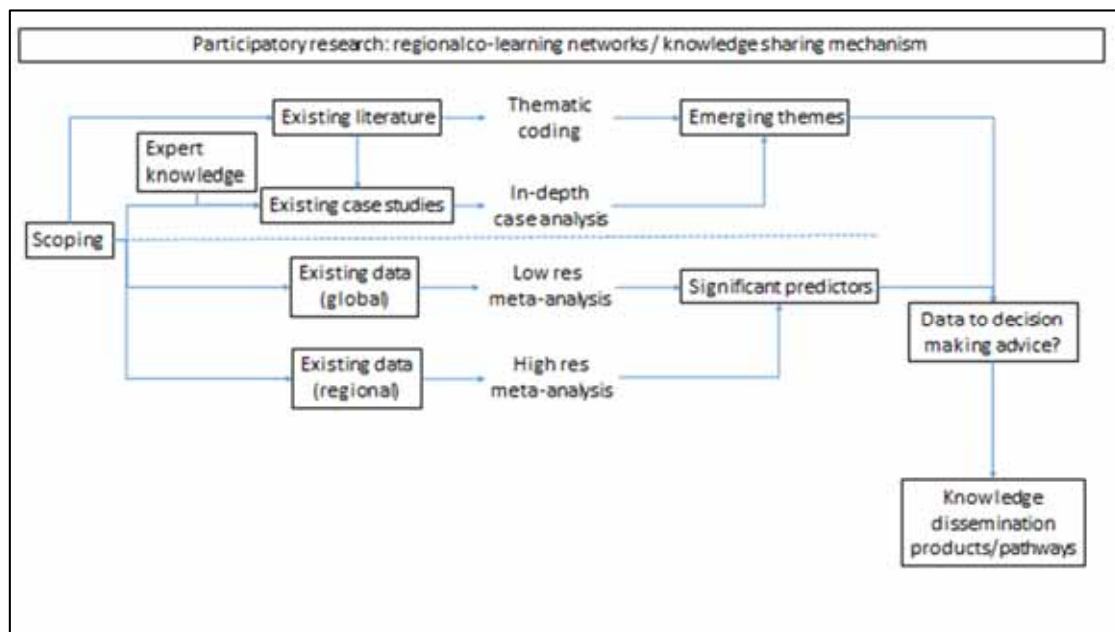 Participatory research: regionalco-learning networks / knowledge sharing mechanism
Existing literature
Thematic
coding
Emerging themes
Expert
knowledge
Existing case studies
In-depth
case analysis
Scoping
Existing data
(global)
Low res
meta-analysis
Significant predictors
Data to decision
making advice?
Existing data
(regional)
High res
meta-analysis
Knowledge
dissemination
products/pathways